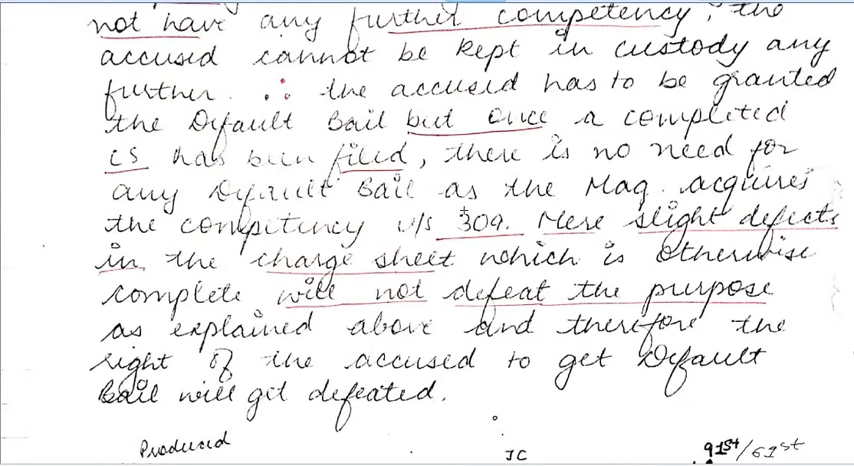 not have any further competency, the
accused cannot be kept in custody any
further. ∴ the accused has to be granted
the Default Bail but once a completed
CS has been filed, there is no need for
any Default Bail as the Mag. acquires
the competency u/s 309. Mere slight defects
in the charge sheet which is otherwise
complete will not defeat the purpose
as explained above and therefore the
right of the accused to get Default
Bail will get defeated.
Produced JC 91st/61st